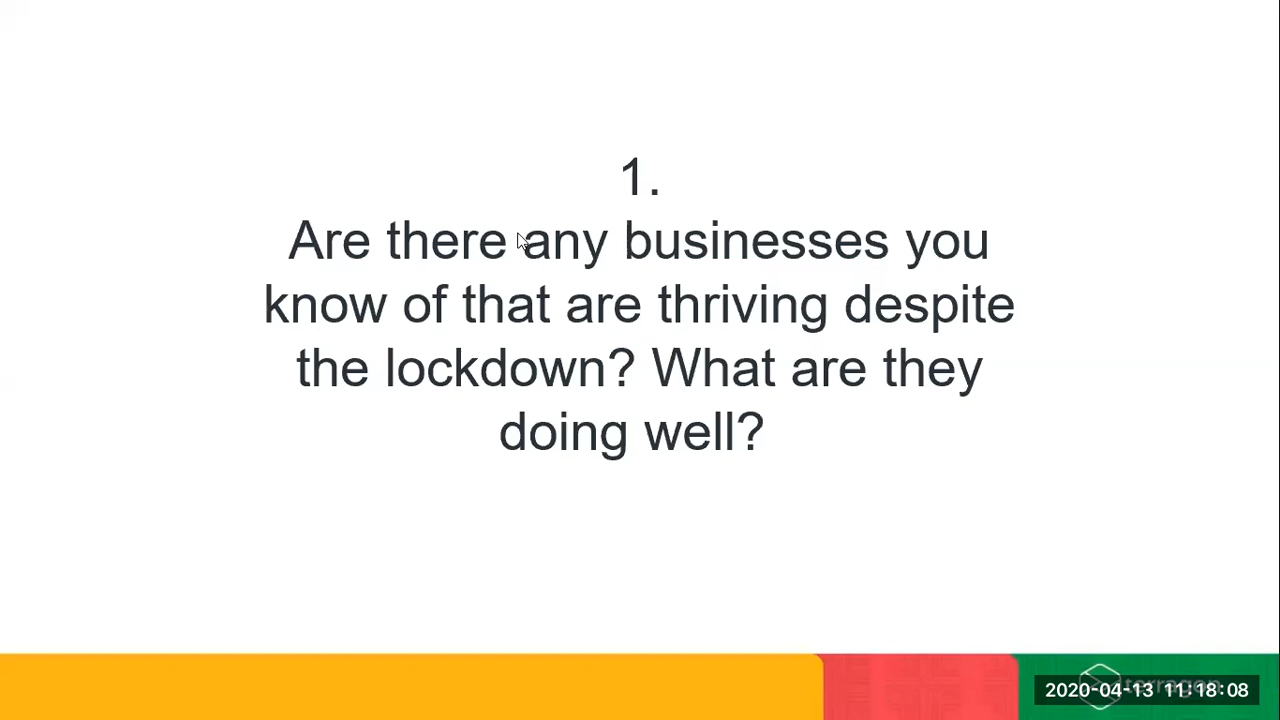 1.
Are there any businesses you
know of that are thriving despite
the lockdown? What are they
doing well?
2020-04-13 11:18:08